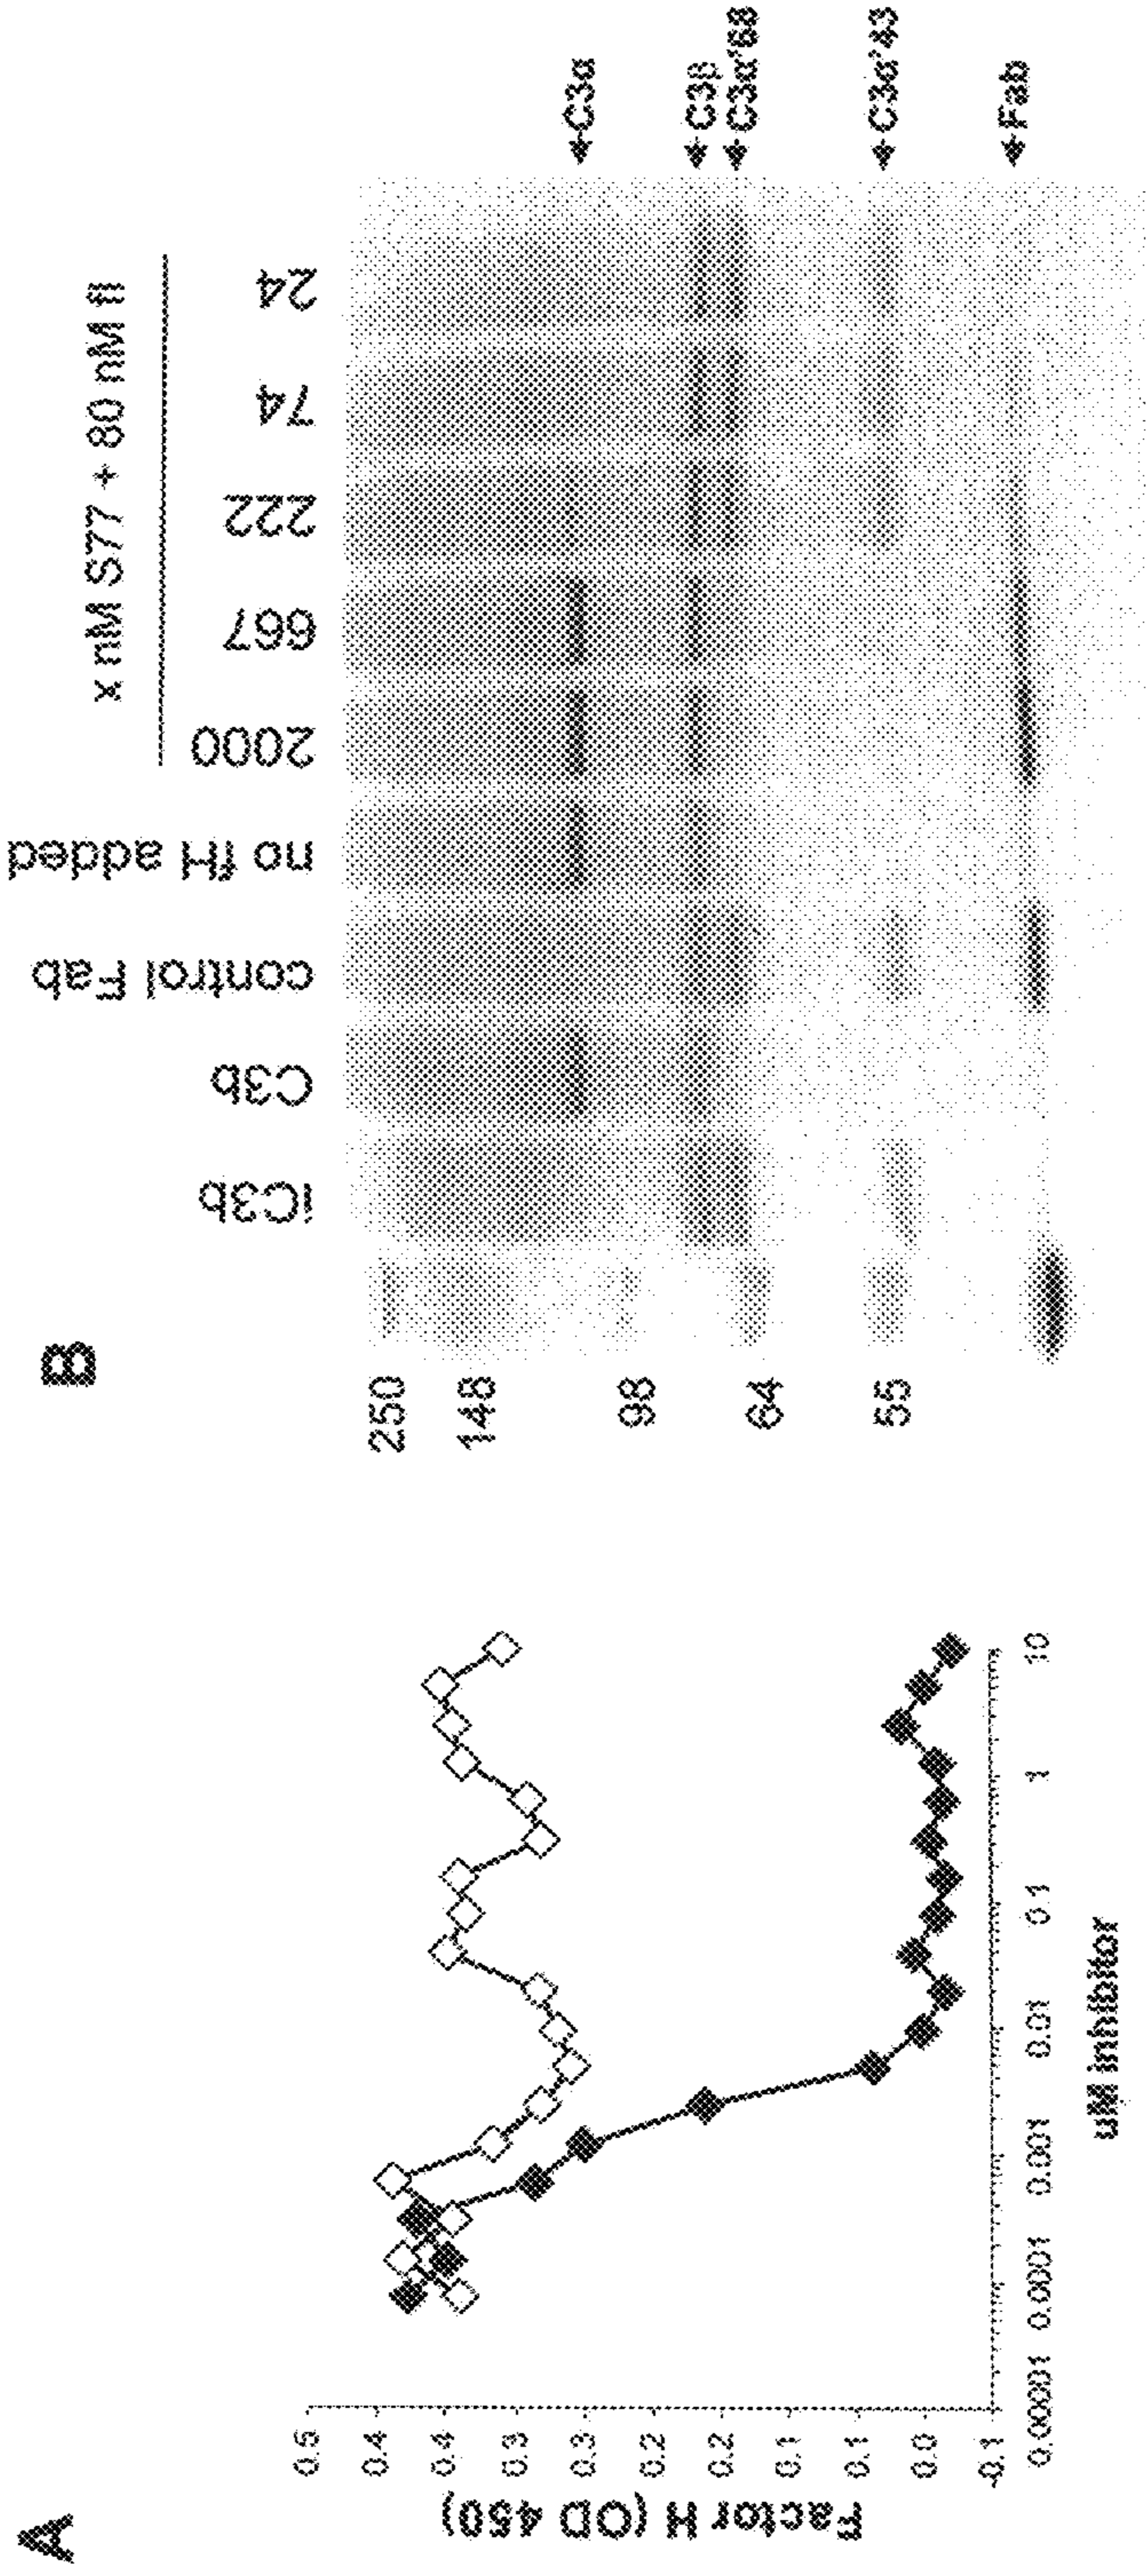 A
Factor H (OD 450)
0.5
0.4
0.4
0.3
0.3
0.2
0.2
0.1
0.1
0.0
-0.1
0.00001 0.0001 0.001 0.01 0.1 1 10
uM inhibitor
B
x nM S77 + 80 nM fI
iC3b C3b control Fab no fH added 2000 667 222 74 24
250
148
98
64
55
C3α
C3β
C3α'68
C3α'43
Fab